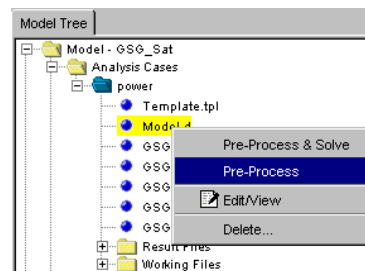 Model Tree
Model - GSG_Sat
Analysis Cases
power
Template.tpl
Model.d
GSG
Pre-Process & Solve
GSG
Pre-Process
GSG
Edit/View
GSG
GSG
Delete...
Result Files
Working Files